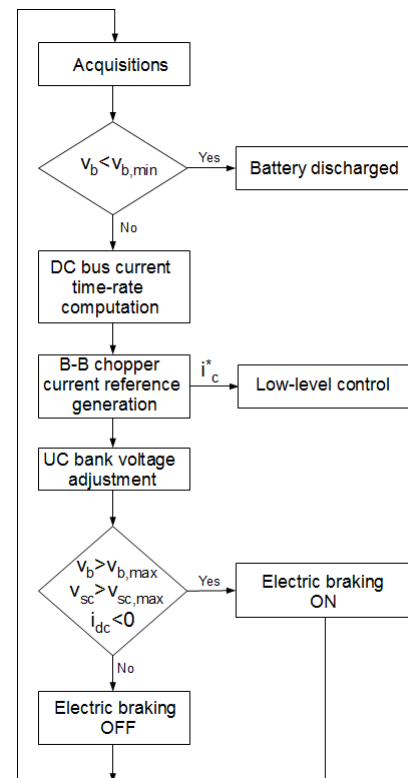 Acquisitions
v_b<v_b,min
Yes
Battery discharged
No
DC bus current
time-rate
computation
B-B chopper
current reference
generation
i*_c
Low-level control
UC bank voltage
adjustment
v_b>v_b,max
v_sc>v_sc,max
i_dc<0
Yes
Electric braking
ON
No
Electric braking
OFF